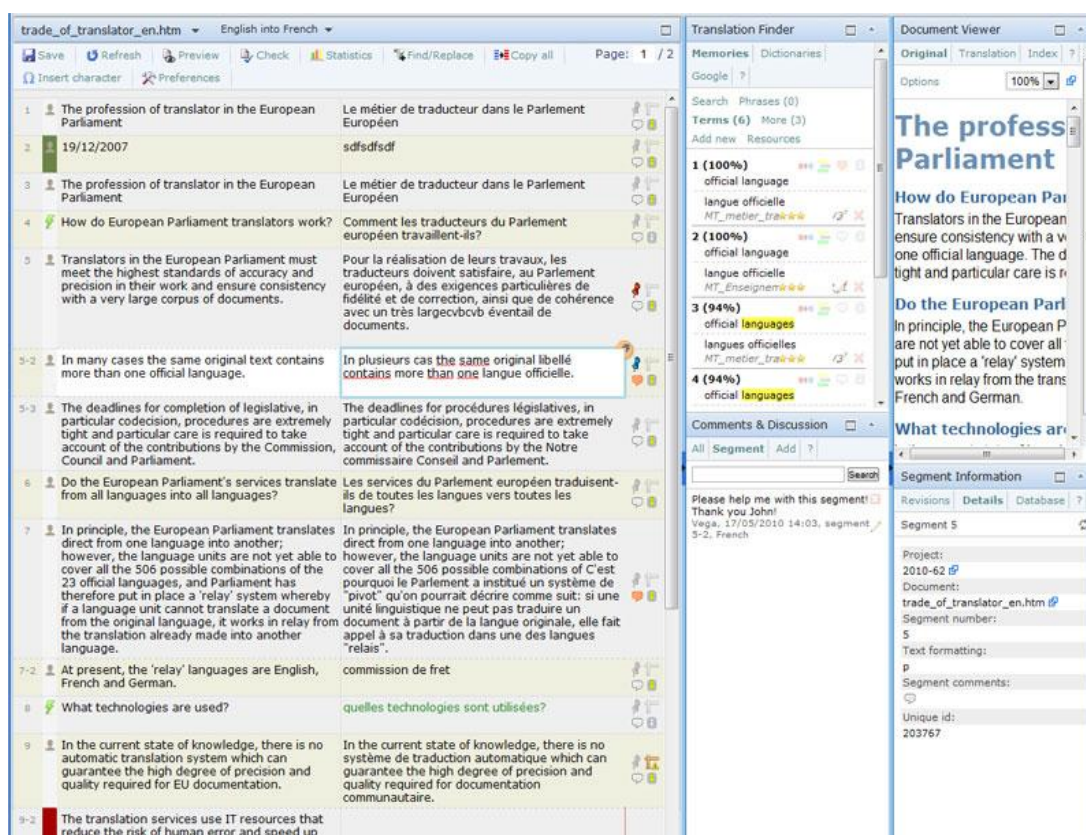 trade_of_translator_en.htm English into French
Save Refresh Preview Check Statistics Find/Replace Copy all Page: 1 / 2
Insert character Preferences
1 The profession of translator in the European
Parliament
Le métier de traducteur dans le Parlement
Européen
2 19/12/2007
sdfsdfsdf
3 The profession of translator in the European
Parliament
Le métier de traducteur dans le Parlement
Européen
4 How do European Parliament translators work?
Comment les traducteurs du Parlement
européen travaillent-ils?
5 Translators in the European Parliament must
meet the highest standards of accuracy and
precision in their work and ensure consistency
with a very large corpus of documents.
Pour la réalisation de leurs travaux, les
traducteurs doivent satisfaire, au Parlement
européen, à des exigences particulières de
fidélité et de correction, ainsi que de cohérence
avec un très largecvbcvb éventail de
documents.
5-2 In many cases the same original text contains
more than one official language.
In plusieurs cas the same original libellé
contains more than one langue officielle.
5-3 The deadlines for completion of legislative, in
particular codecision, procedures are extremely
tight and particular care is required to take
account of the contributions by the Commission,
Council and Parliament.
The deadlines for procédures législatives, in
particular codécision, procedures are extremely
tight and particular care is required to take
account of the contributions by the Notre
commissaire Conseil and Parlement.
6 Do the European Parliament's services translate
from all languages into all languages?
Les services du Parlement européen traduisent-
ils de toutes les langues vers toutes les
langues?
7 In principle, the European Parliament translates
direct from one language into another;
however, the language units are not yet able to
cover all the 506 possible combinations of the
23 official languages, and Parliament has
therefore put in place a 'relay' system whereby
if a language unit cannot translate a document
from the original language, it works in relay from
the translation already made into another
language.
In principle, the European Parliament translates
direct from one language into another;
however, the language units are not yet able to
cover all the 506 possible combinations of C'est
pourquoi le Parlement a institué un système de
"pivot" qu'on pourrait décrire comme suit: si une
unité linguistique ne peut pas traduire un
document à partir de la langue originale, elle fait
appel à sa traduction dans une des langues
"relais".
7-2 At present, the 'relay' languages are English,
French and German.
commission de fret
8 What technologies are used?
quelles technologies sont utilisées?
9 In the current state of knowledge, there is no
automatic translation system which can
guarantee the high degree of precision and
quality required for EU documentation.
In the current state of knowledge, there is no
système de traduction automatique which can
guarantee the high degree of precision and
quality required for documentation
communautaire.
9-2 The translation services use IT resources that
reduce the risk of human error and speed up
Translation Finder
Memories Dictionaries
Google ?
Search Phrases (0)
Terms (6) More (3)
Add new Resources
1 (100%)
official language
langue officielle
MT_metier_tra
2 (100%)
official language
langue officielle
MT_Enseignem
3 (94%)
official languages
langues officielles
MT_metier_tra
4 (94%)
official languages
Comments & Discussion
All Segment Add ?
Search
Please help me with this segment!
Thank you John!
Vega, 17/05/2010 14:03, segment
5-2, French
Document Viewer
Original Translation Index ?
Options 100%
The profess
Parliament
How do European Par
Translators in the European
ensure consistency with a v
one official language. The d
tight and particular care is r
Do the European Parl
In principle, the European P
are not yet able to cover all
put in place a 'relay' system
works in relay from the trans
French and German.
What technologies are
Segment Information
Revisions Details Database ?
Segment 5
Project:
2010-62
Document:
trade_of_translator_en.htm
Segment number:
5
Text formatting:
p
Segment comments:
Unique id:
203767